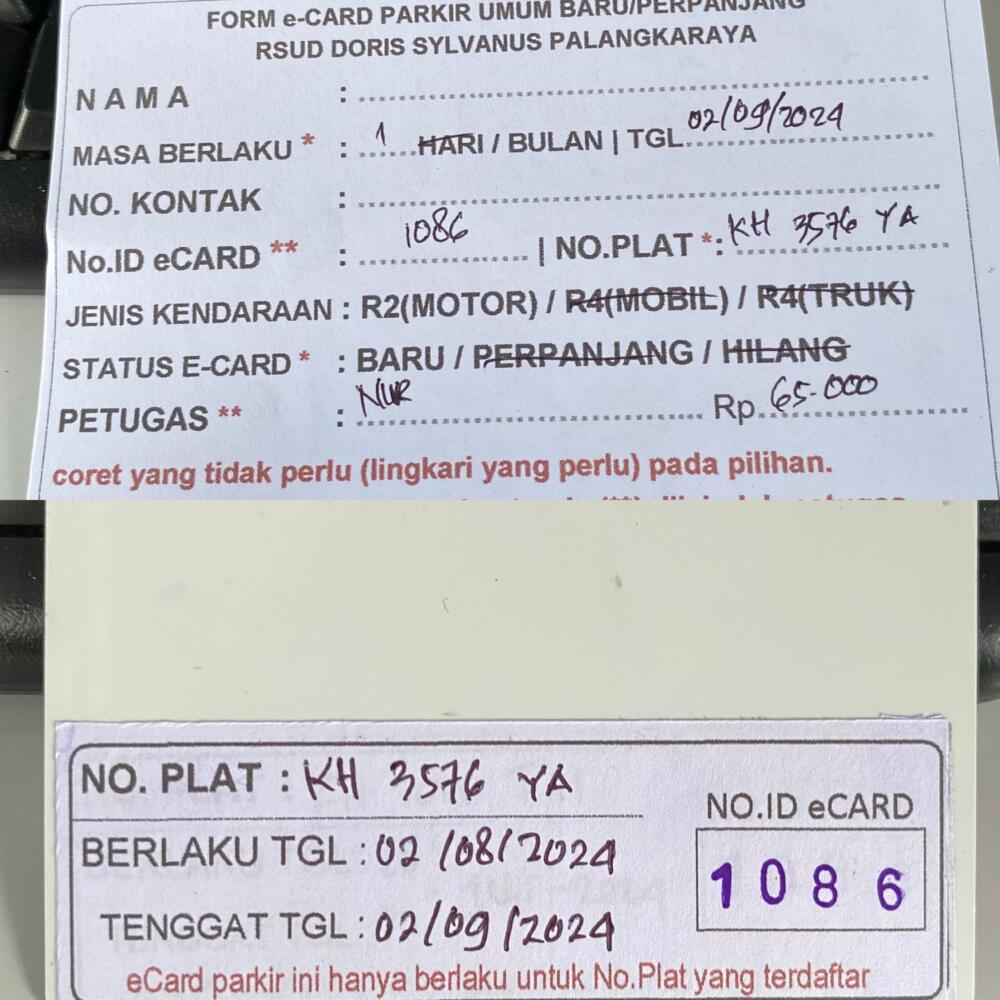 FORM e-CARD PARKIR UMUM BARU/PERPANJANG
RSUD DORIS SYLVANUS PALANGKARAYA
NAMA :
MASA BERLAKU * : 1 HARI / BULAN | TGL 02/09/2024
NO. KONTAK :
No.ID eCARD ** : 1086 | NO.PLAT *: KH 3576 YA
JENIS KENDARAAN : R2(MOTOR) / R4(MOBIL) / R4(TRUK)
STATUS E-CARD * : BARU / PERPANJANG / HILANG
PETUGAS ** : NUR Rp. 65.000
coret yang tidak perlu (lingkari yang perlu) pada pilihan.
NO. PLAT : KH 3576 YA
NO.ID eCARD
BERLAKU TGL : 02/08/2024
1086
TENGGAT TGL : 02/09/2024
eCard parkir ini hanya berlaku untuk No.Plat yang terdaftar